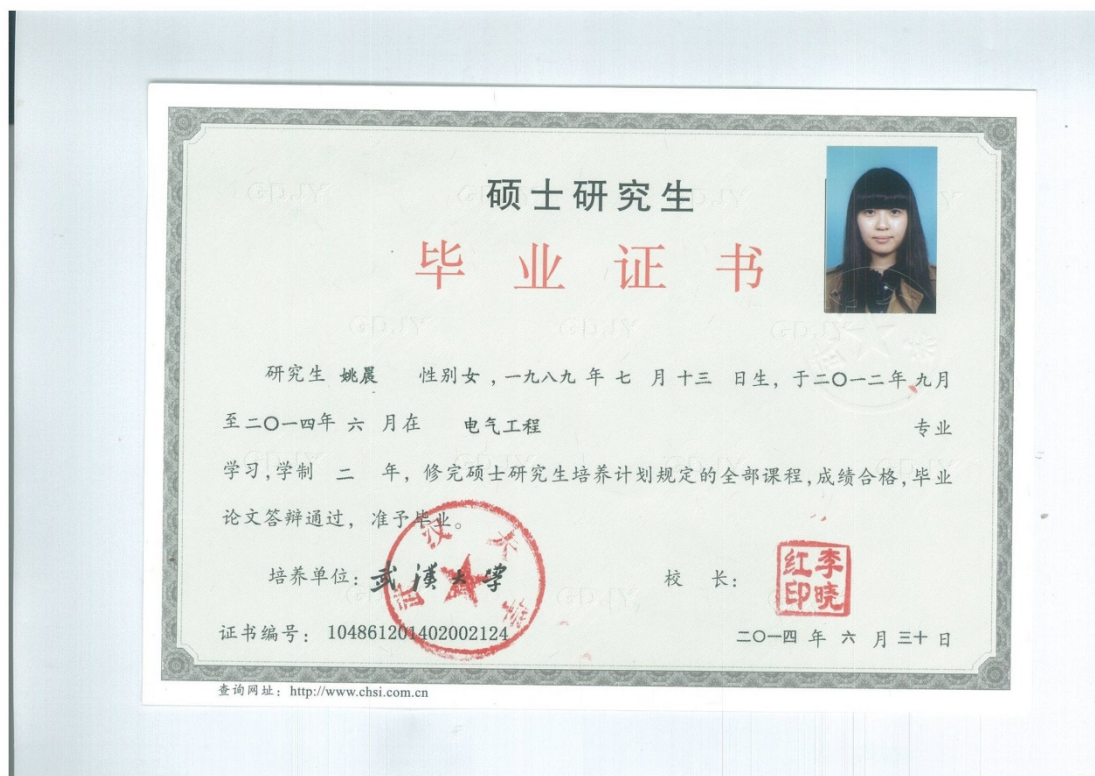 硕士研究生
毕业证书
研究生 姚晨 性别女,一九八九年七月十三日生,于二〇一二年九月
至二〇一四年六月在 电气工程 专业
学习,学制 二 年,修完硕士研究生培养计划规定的全部课程,成绩合格,毕业
论文答辩通过,准予毕业。
培养单位:武漢大学
武汉大学
校长:
李晓红印
证书编号:104861201402002124
二〇一四年六月三十日
查询网址:http://www.chsi.com.cn